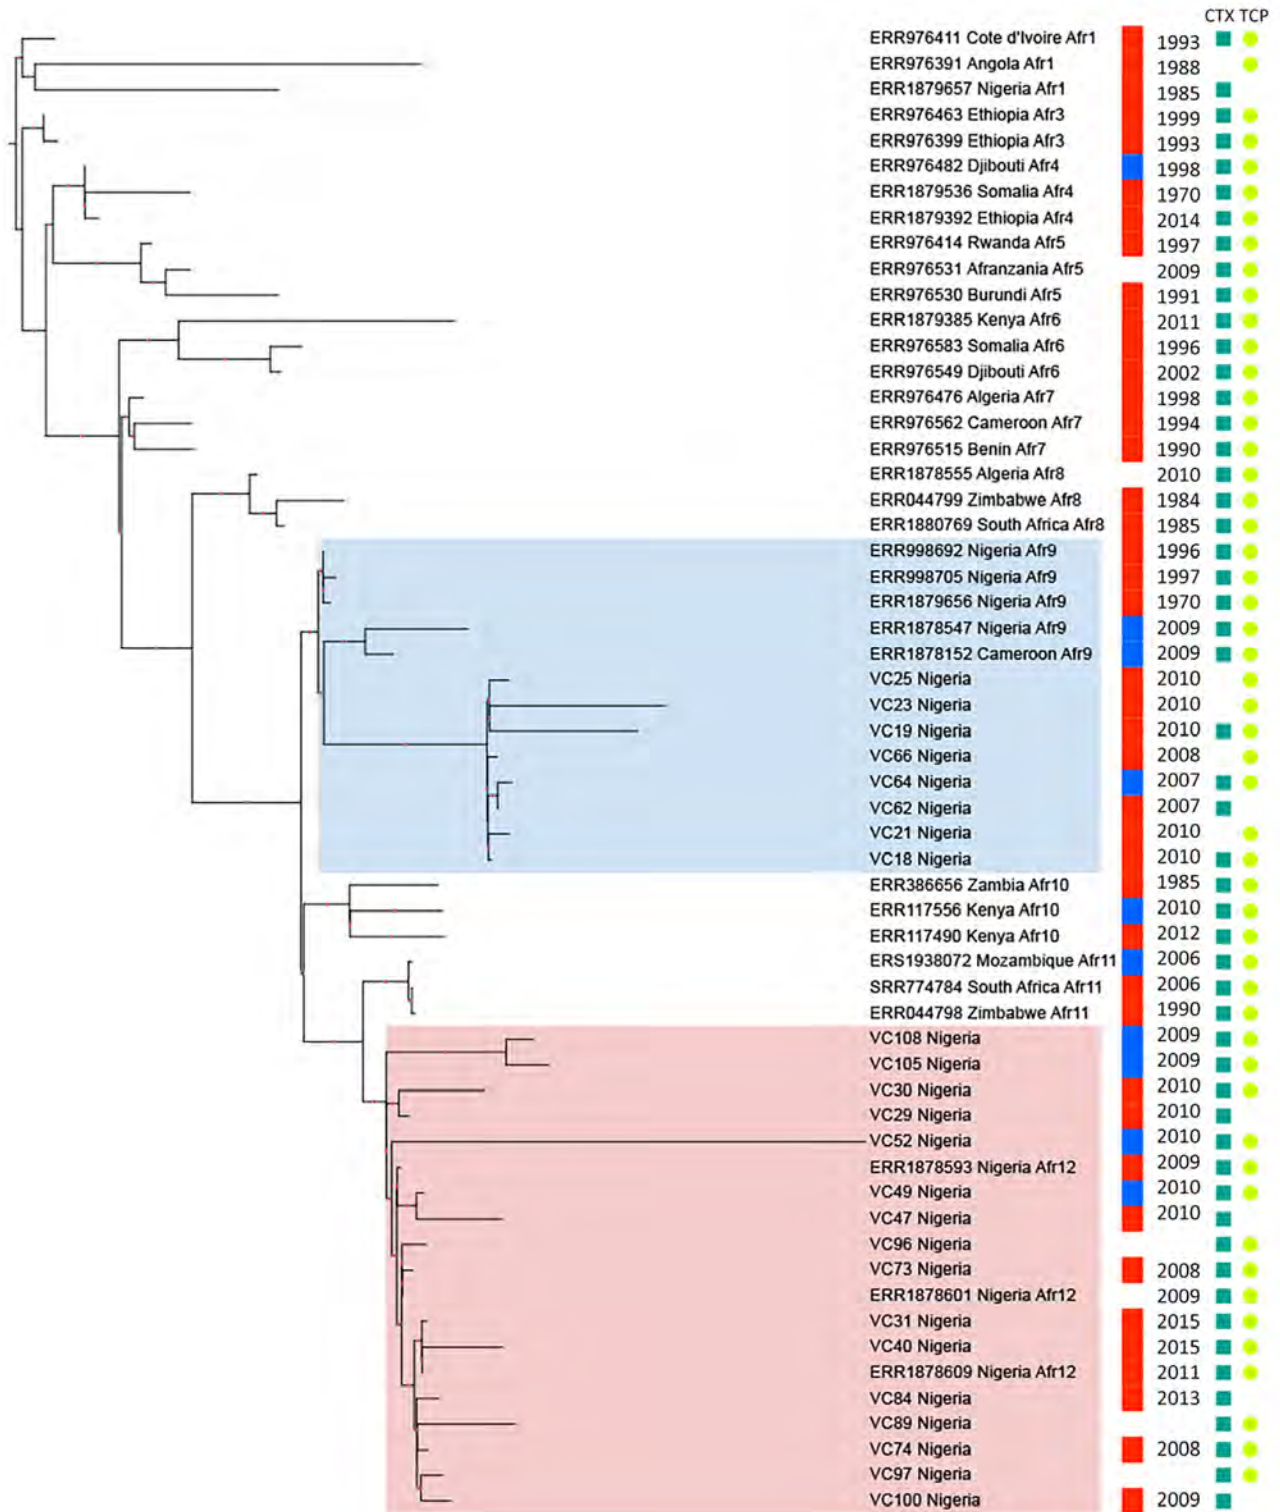 CTX TCP
ERR976411 Cote d'Ivoire Afr1 1993
ERR976391 Angola Afr1 1988
ERR1879657 Nigeria Afr1 1985
ERR976463 Ethiopia Afr3 1999
ERR976399 Ethiopia Afr3 1993
ERR976482 Djibouti Afr4 1998
ERR1879536 Somalia Afr4 1970
ERR1879392 Ethiopia Afr4 2014
ERR976414 Rwanda Afr5 1997
ERR976531 Afranzania Afr5 2009
ERR976530 Burundi Afr5 1991
ERR1879385 Kenya Afr6 2011
ERR976583 Somalia Afr6 1996
ERR976549 Djibouti Afr6 2002
ERR976476 Algeria Afr7 1998
ERR976562 Cameroon Afr7 1994
ERR976515 Benin Afr7 1990
ERR1878555 Algeria Afr8 2010
ERR044799 Zimbabwe Afr8 1984
ERR1880769 South Africa Afr8 1985
ERR998692 Nigeria Afr9 1996
ERR998705 Nigeria Afr9 1997
ERR1879656 Nigeria Afr9 1970
ERR1878547 Nigeria Afr9 2009
ERR1878152 Cameroon Afr9 2009
VC25 Nigeria 2010
VC23 Nigeria 2010
VC19 Nigeria 2010
VC66 Nigeria 2008
VC64 Nigeria 2007
VC62 Nigeria 2007
VC21 Nigeria 2010
VC18 Nigeria 2010
ERR386656 Zambia Afr10 1985
ERR117556 Kenya Afr10 2010
ERR117490 Kenya Afr10 2012
ERS1938072 Mozambique Afr11 2006
SRR774784 South Africa Afr11 2006
ERR044798 Zimbabwe Afr11 1990
VC108 Nigeria 2009
VC105 Nigeria 2009
VC30 Nigeria 2010
VC29 Nigeria 2010
VC52 Nigeria 2010
ERR1878593 Nigeria Afr12 2009
VC49 Nigeria 2010
VC47 Nigeria 2010
VC96 Nigeria
VC73 Nigeria 2008
ERR1878601 Nigeria Afr12 2009
VC31 Nigeria 2015
VC40 Nigeria 2015
ERR1878609 Nigeria Afr12 2011
VC84 Nigeria 2013
VC89 Nigeria
VC74 Nigeria 2008
VC97 Nigeria
VC100 Nigeria 2009